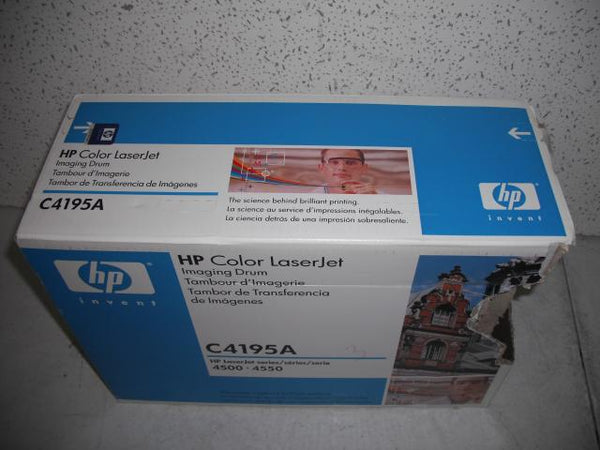 HP Color LaserJet
Imaging Drum
Tambour d'Imagerie
Tambor de Transferencia de Imágenes
C4195A
The science behind brilliant printing.
La science au service d'impressions inégalables.
La ciencia detrás de una impresión sobresaliente.
hp
invent
hp
invent
HP Color LaserJet
Imaging Drum
Tambour d'Imagerie
Tambor de Transferencia
de Imágenes
C4195A
HP LaserJet series/séries/serie
4500 · 4550